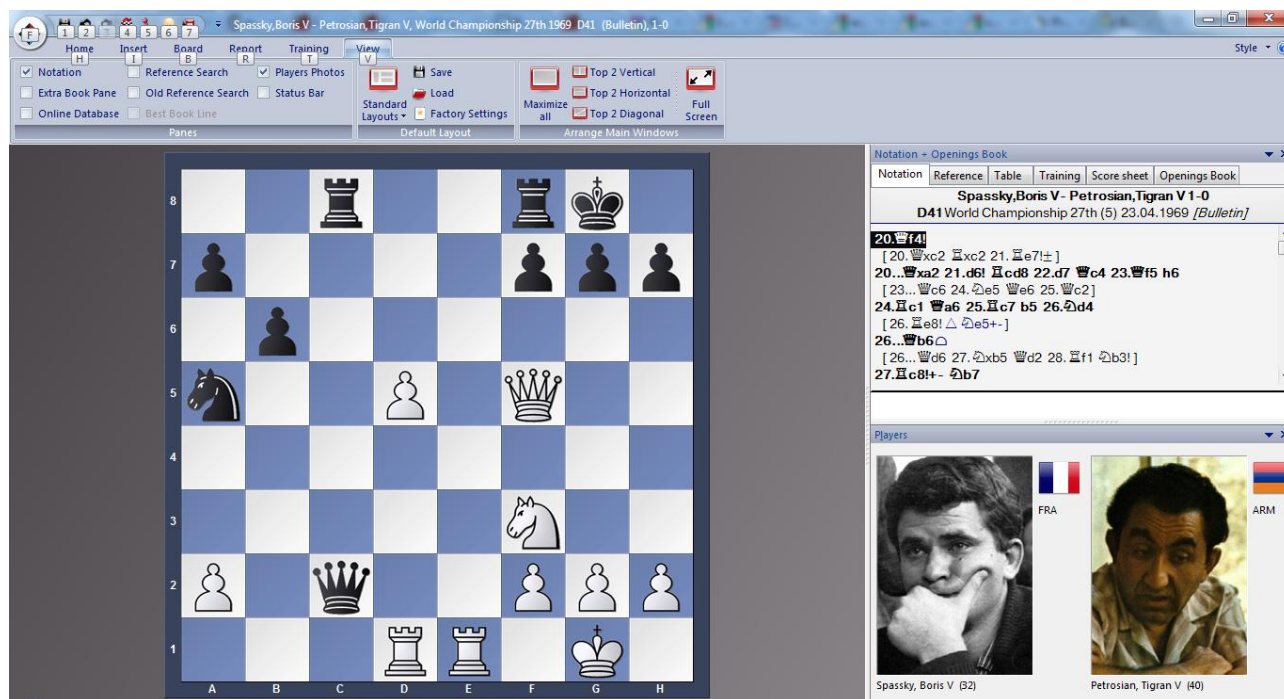 Spassky,Boris V - Petrosian,Tigran V, World Championship 27th 1969 D41 (Bulletin), 1-0
F 1 2 3 4 5 6 7
Home Insert Board Report Training View Style
H I B R T V
Notation Reference Search Players Photos
Extra Book Pane Old Reference Search Status Bar
Online Database Best Book Line
Panes
Standard Layouts
Save
Load
Factory Settings
Default Layout
Maximize all
Top 2 Vertical
Top 2 Horizontal
Top 2 Diagonal
Full Screen
Arrange Main Windows
8
7
6
5
4
3
2
1
A B C D E F G H
Notation + Openings Book
Notation Reference Table Training Score sheet Openings Book
Spassky,Boris V - Petrosian,Tigran V 1-0
D41 World Championship 27th (5) 23.04.1969 [Bulletin]
20.♕f4!
[ 20.♕xc2 ♖xc2 21.♖e7!± ]
20...♕xa2 21.d6! ♖cd8 22.d7 ♕c4 23.♕f5 h6
[ 23...♕c6 24.♘e5 ♕e6 25.♕c2 ]
24.♖c1 ♕a6 25.♖c7 b5 26.♘d4
[ 26.♖e8! △ ♘e5+- ]
26...♕b6⌓
[ 26...♕d6 27.♘xb5 ♕d2 28.♖f1 ♘b3! ]
27.♖c8!+- ♘b7
Players
FRA
ARM
Spassky, Boris V (32)
Petrosian, Tigran V (40)